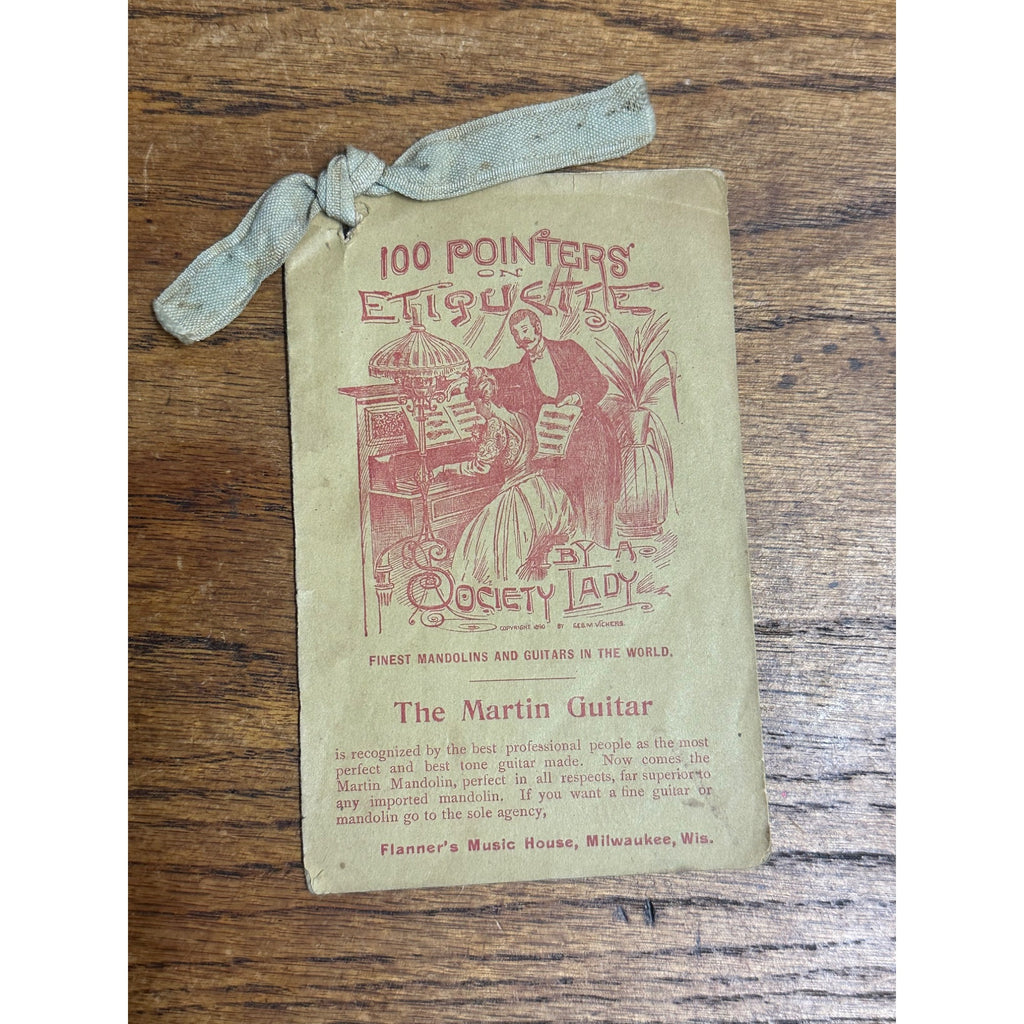 100 POINTERS
ON
ETIQUETTE
BY A
SOCIETY LADY
COPYRIGHT 1890 BY GEO.M.VICKERS.
FINEST MANDOLINS AND GUITARS IN THE WORLD.
The Martin Guitar
is recognized by the best professional people as the most
perfect and best tone guitar made. Now comes the
Martin Mandolin, perfect in all respects, far superior to
any imported mandolin. If you want a fine guitar or
mandolin go to the sole agency,
Flanner's Music House, Milwaukee, Wis.